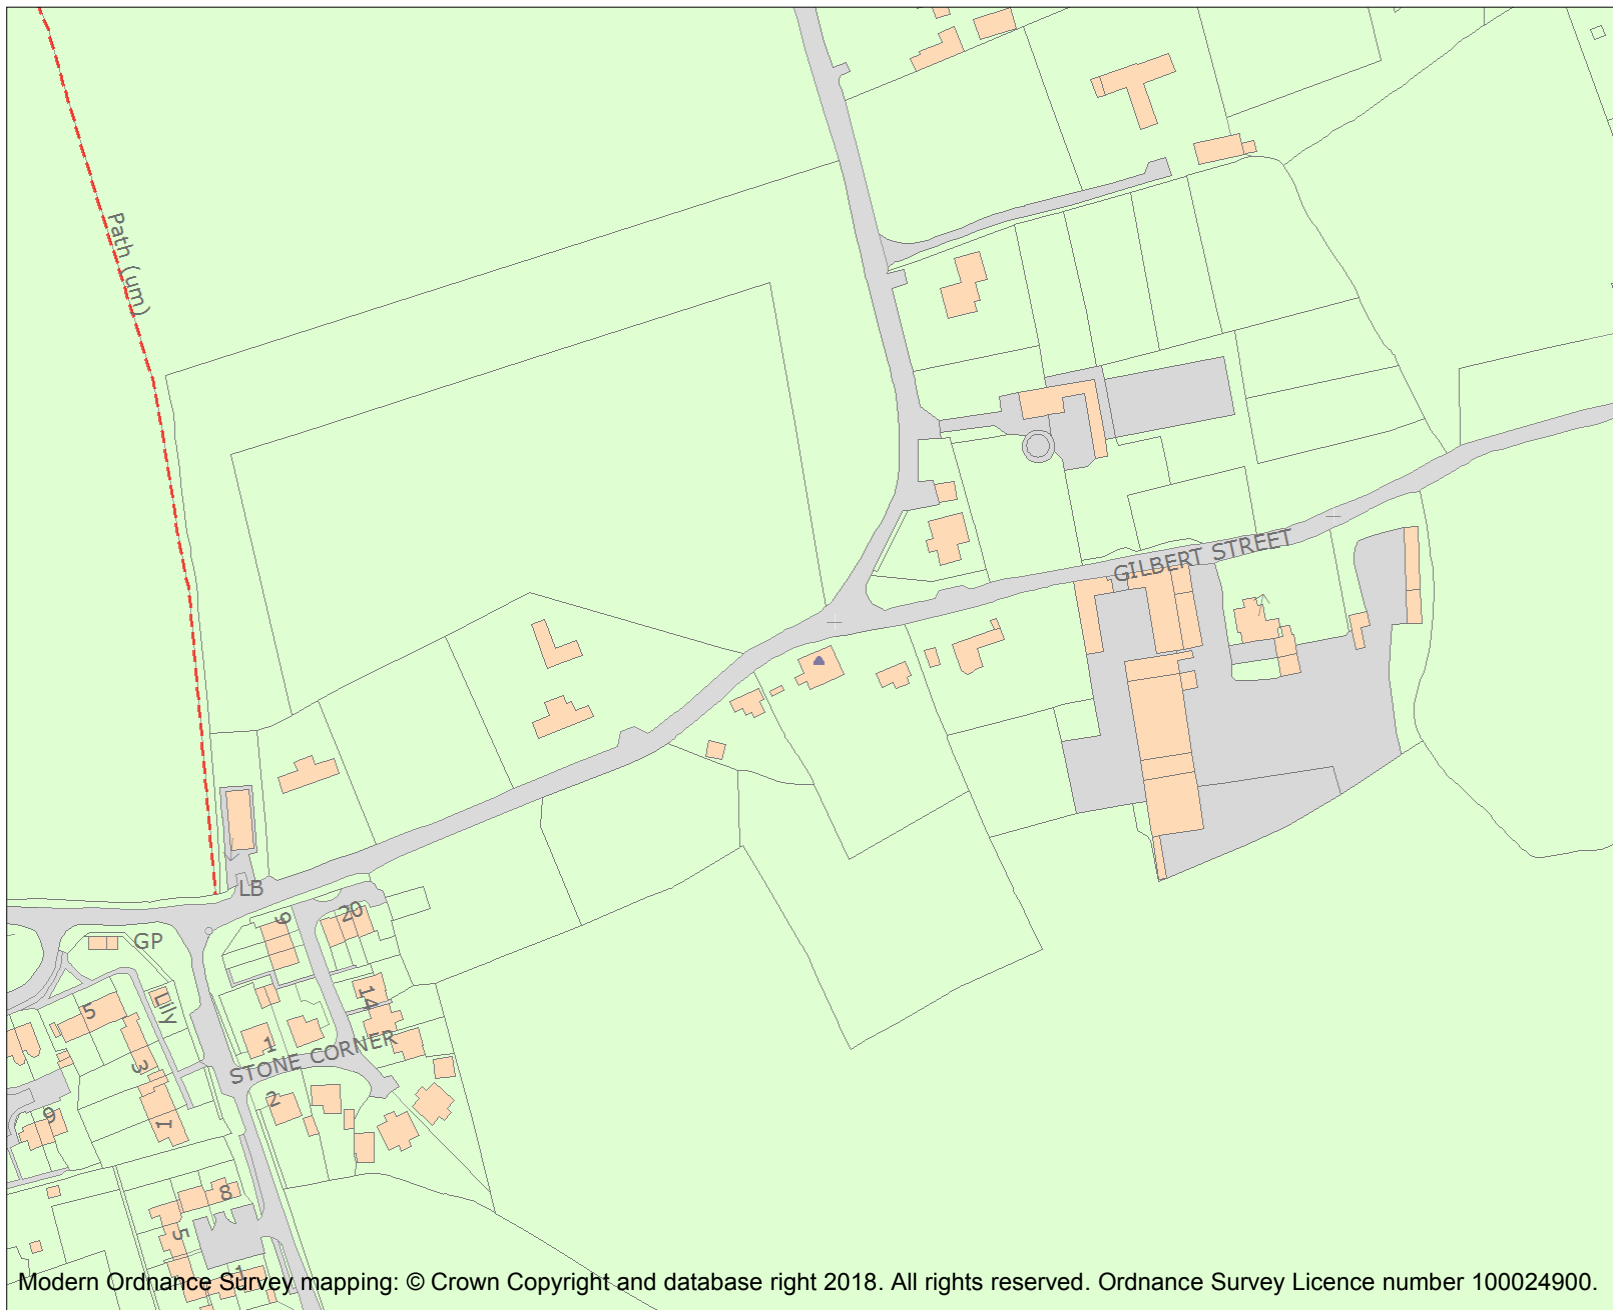 Path (um)
GILBERT STREET
LB
9
20
GP
Lily
5
14
3
1
STONE CORNER
2
9
1
8
5
1
Modern Ordnance Survey mapping: © Crown Copyright and database right 2018. All rights reserved. Ordnance Survey Licence number 100024900.